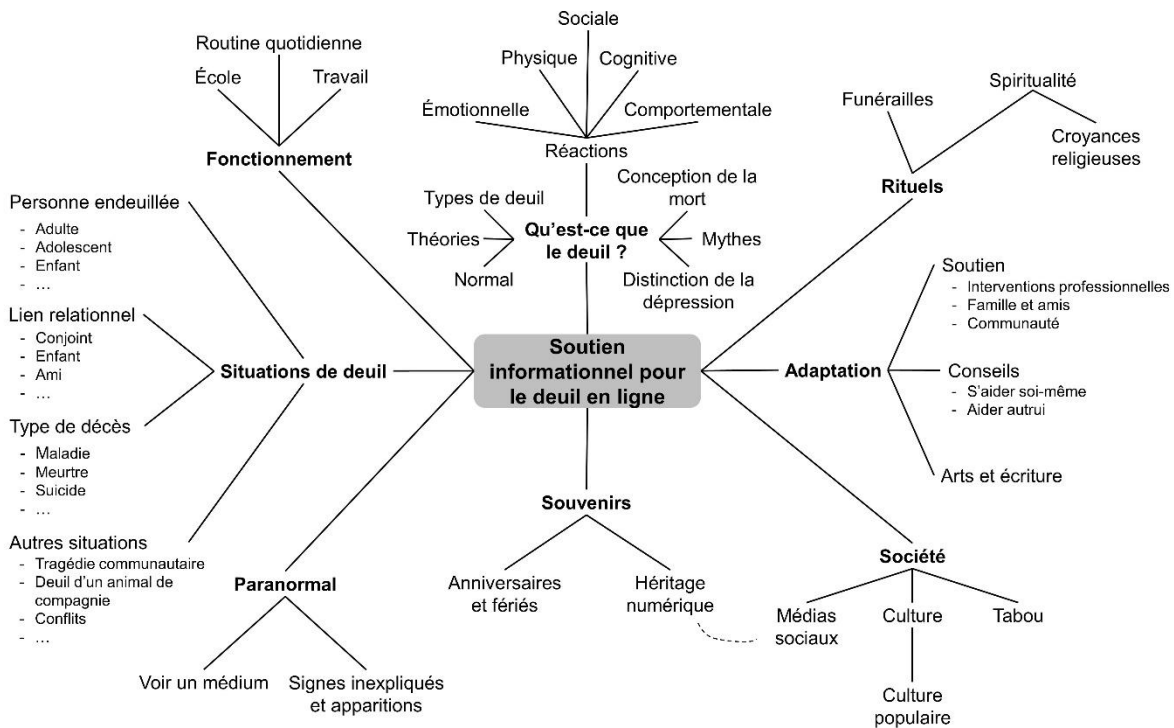 Sociale
Routine quotidienne
Physique
Cognitive
École
Travail
Émotionnelle
Comportementale
Fonctionnement
Réactions
Funérailles
Spiritualité
Croyances
religieuses
Rituels
Personne endeuillée
- Adulte
- Adolescent
- Enfant
- …
Types de deuil
Théories
Normal
Qu’est-ce que
le deuil ?
Conception de la
mort
Mythes
Distinction de la
dépression
Lien relationnel
- Conjoint
- Enfant
- Ami
- …
Situations de deuil
Soutien
informationnel pour
le deuil en ligne
Adaptation
Soutien
- Interventions professionnelles
- Famille et amis
- Communauté
Conseils
- S’aider soi-même
- Aider autrui
Arts et écriture
Type de décès
- Maladie
- Meurtre
- Suicide
- …
Autres situations
- Tragédie communautaire
- Deuil d’un animal de
compagnie
- Conflits
- …
Paranormal
Voir un médium
Signes inexpliqués
et apparitions
Souvenirs
Anniversaires
et fériés
Héritage
numérique
Société
Médias
sociaux
Culture
Tabou
Culture
populaire